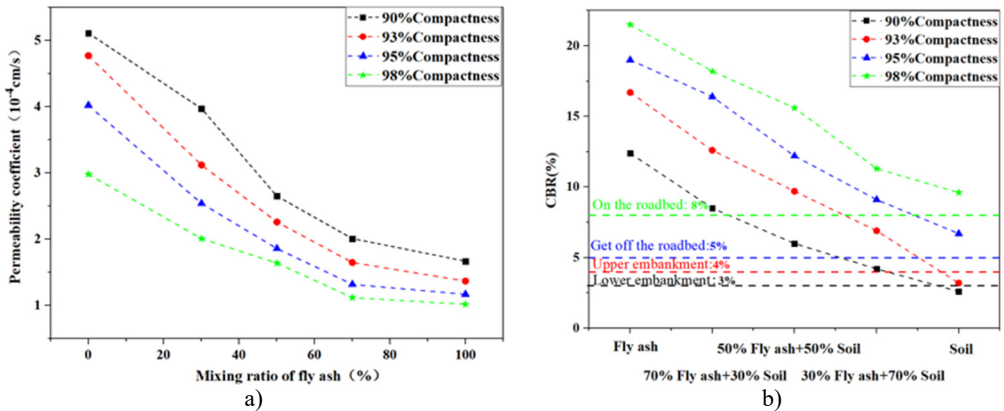 a)
5
4
3
2
1
Permeability coefficient（10⁻⁴cm/s）
90%Compactness
93%Compactness
95%Compactness
98%Compactness
0
20
40
60
80
100
Mixing ratio of fly ash（%）
a)
b)
20
15
10
5
0
CBR(%)
90%Compactness
93%Compactness
95%Compactness
98%Compactness
On the roadbed: 8%
Get off the roadbed:5%
Upper embankment:4%
Lower embankment: 3%
Fly ash
50% Fly ash+50% Soil
Soil
70% Fly ash+30% Soil
30% Fly ash+70% Soil
b)